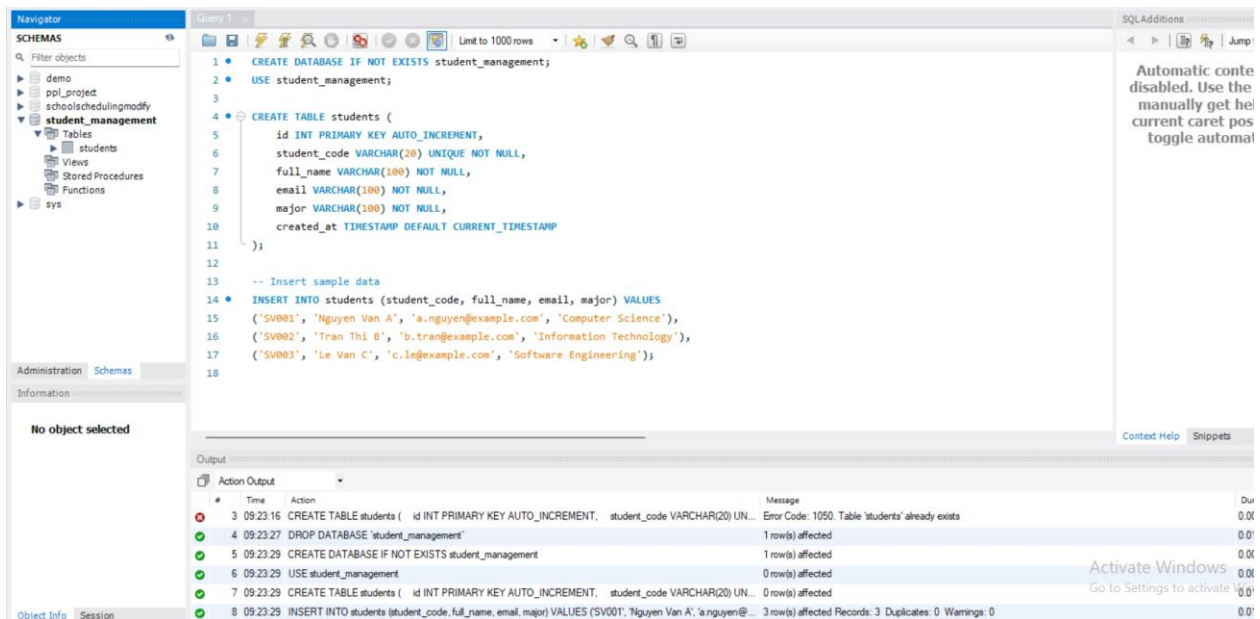 Navigator
SCHEMAS
Filter objects
demo
ppl_project
schoolschedulingmodify
student_management
Tables
students
Views
Stored Procedures
Functions
sys
Administration Schemas
Information
No object selected
Object Info Session
Query 1
Limit to 1000 rows
1 CREATE DATABASE IF NOT EXISTS student_management;
2 USE student_management;
3
4 CREATE TABLE students (
5 id INT PRIMARY KEY AUTO_INCREMENT,
6 student_code VARCHAR(20) UNIQUE NOT NULL,
7 full_name VARCHAR(100) NOT NULL,
8 email VARCHAR(100) NOT NULL,
9 major VARCHAR(100) NOT NULL,
10 created_at TIMESTAMP DEFAULT CURRENT_TIMESTAMP
11 );
12
13 -- Insert sample data
14 INSERT INTO students (student_code, full_name, email, major) VALUES
15 ('SV001', 'Nguyen Van A', 'a.nguyen@example.com', 'Computer Science'),
16 ('SV002', 'Tran Thi B', 'b.tran@example.com', 'Information Technology'),
17 ('SV003', 'Le Van C', 'c.le@example.com', 'Software Engineering');
18
SQLAdditions
Jump
Automatic conte
disabled. Use the
manually get hel
current caret pos
toggle automat
Context Help Snippets
Output
Action Output
# Time Action Message Dur
3 09:23:16 CREATE TABLE students ( id INT PRIMARY KEY AUTO_INCREMENT, student_code VARCHAR(20) UN... Error Code: 1050. Table 'students' already exists 0.00
4 09:23:27 DROP DATABASE `student_management` 1 row(s) affected 0.01
5 09:23:29 CREATE DATABASE IF NOT EXISTS student_management 1 row(s) affected 0.00
6 09:23:29 USE student_management 0 row(s) affected 0.00
7 09:23:29 CREATE TABLE students ( id INT PRIMARY KEY AUTO_INCREMENT, student_code VARCHAR(20) UN... 0 row(s) affected
8 09:23:29 INSERT INTO students (student_code, full_name, email, major) VALUES ('SV001', 'Nguyen Van A', 'a.nguyen@... 3 row(s) affected Records: 3 Duplicates: 0 Warnings: 0 0.01
Activate Windows
Go to Settings to activate